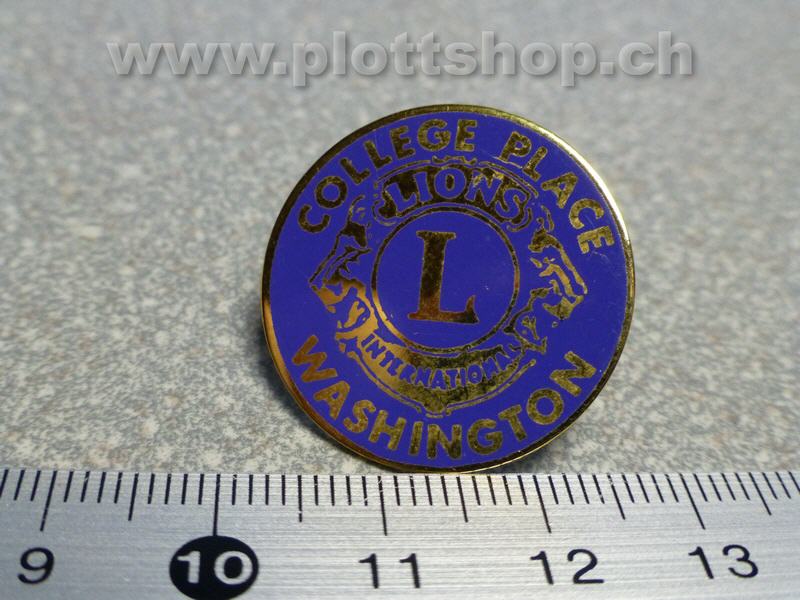 www.plottshop.ch
COLLEGE PLACE
LIONS
L
INTERNATIONAL
WASHINGTON
9 10 11 12 13